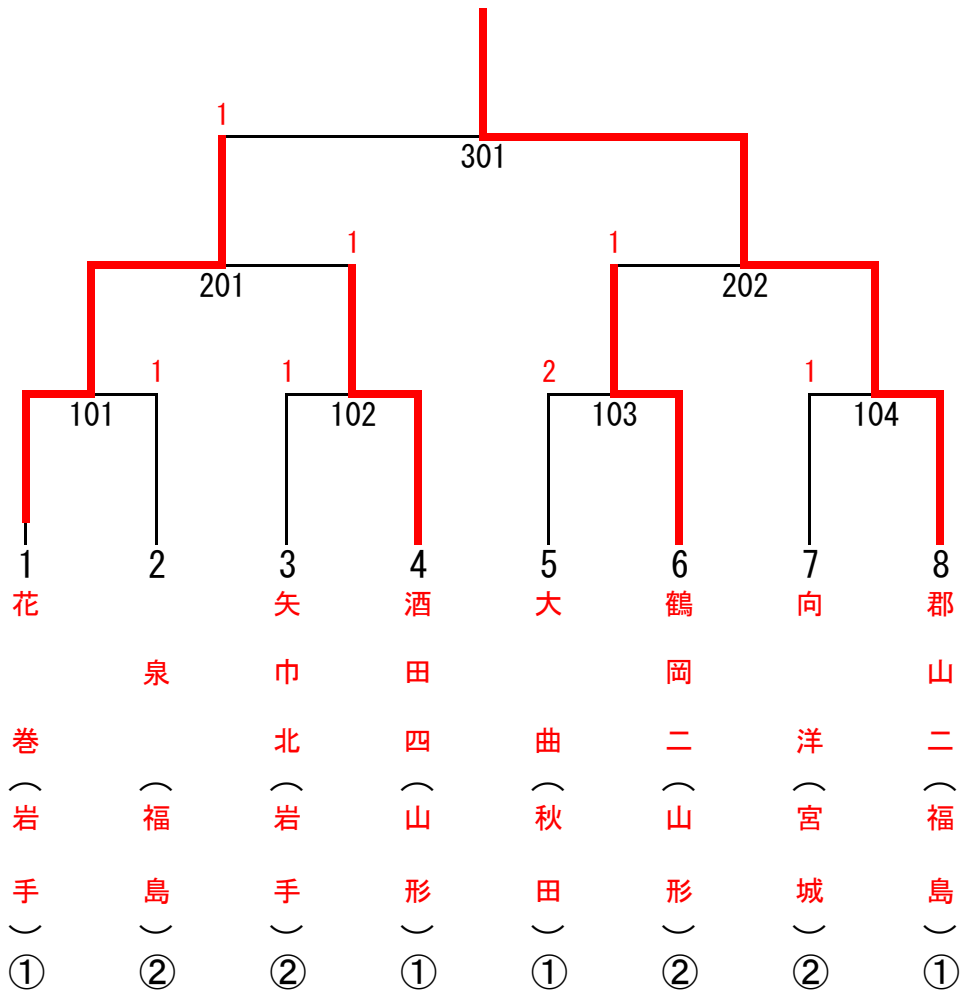 1
301
1
1
201
202
1
1
2
1
101
102
103
104
1
2
3
4
5
6
7
8
花巻(岩手)①
泉(福島)②
矢巾北(岩手)②
酒田四(山形)①
大曲(秋田)①
鶴岡二(山形)②
向洋(宮城)②
郡山二(福島)①